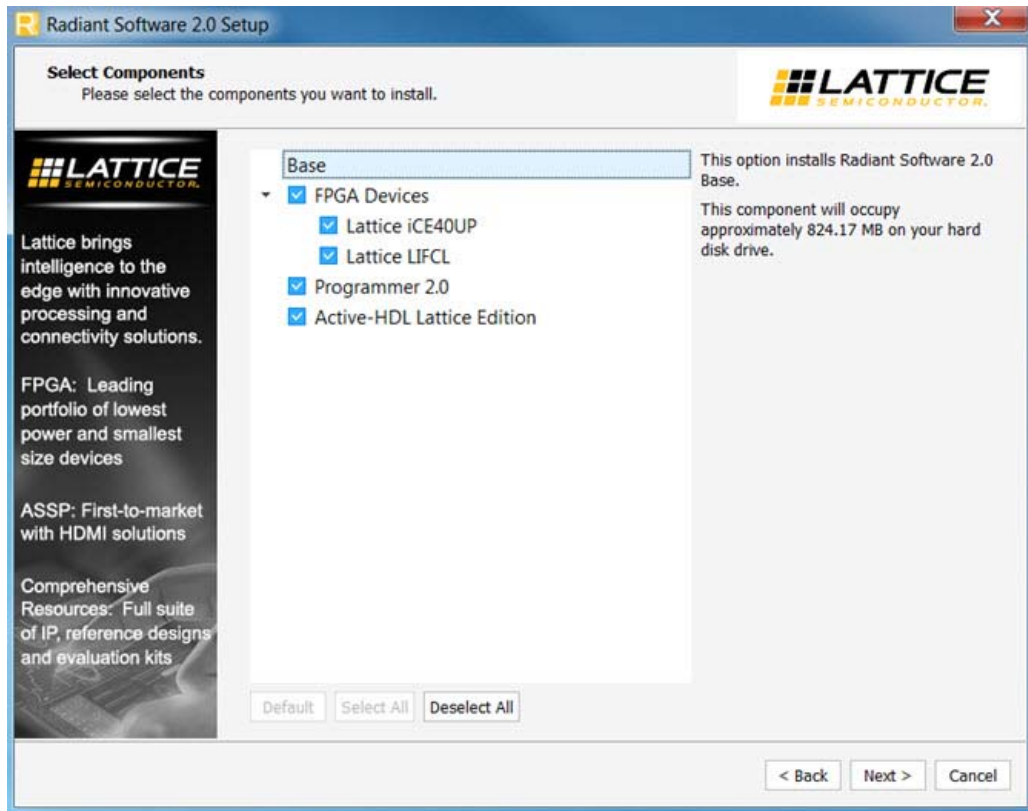 Radiant Software 2.0 Setup
Select Components
Please select the components you want to install.
LATTICE
SEMICONDUCTOR.
LATTICE
SEMICONDUCTOR.
Lattice brings
intelligence to the
edge with innovative
processing and
connectivity solutions.
FPGA: Leading
portfolio of lowest
power and smallest
size devices
ASSP: First-to-market
with HDMI solutions
Comprehensive
Resources: Full suite
of IP, reference designs
and evaluation kits
Base
FPGA Devices
Lattice iCE40UP
Lattice LIFCL
Programmer 2.0
Active-HDL Lattice Edition
This option installs Radiant Software 2.0
Base.
This component will occupy
approximately 824.17 MB on your hard
disk drive.
Default Select All Deselect All
< Back Next > Cancel